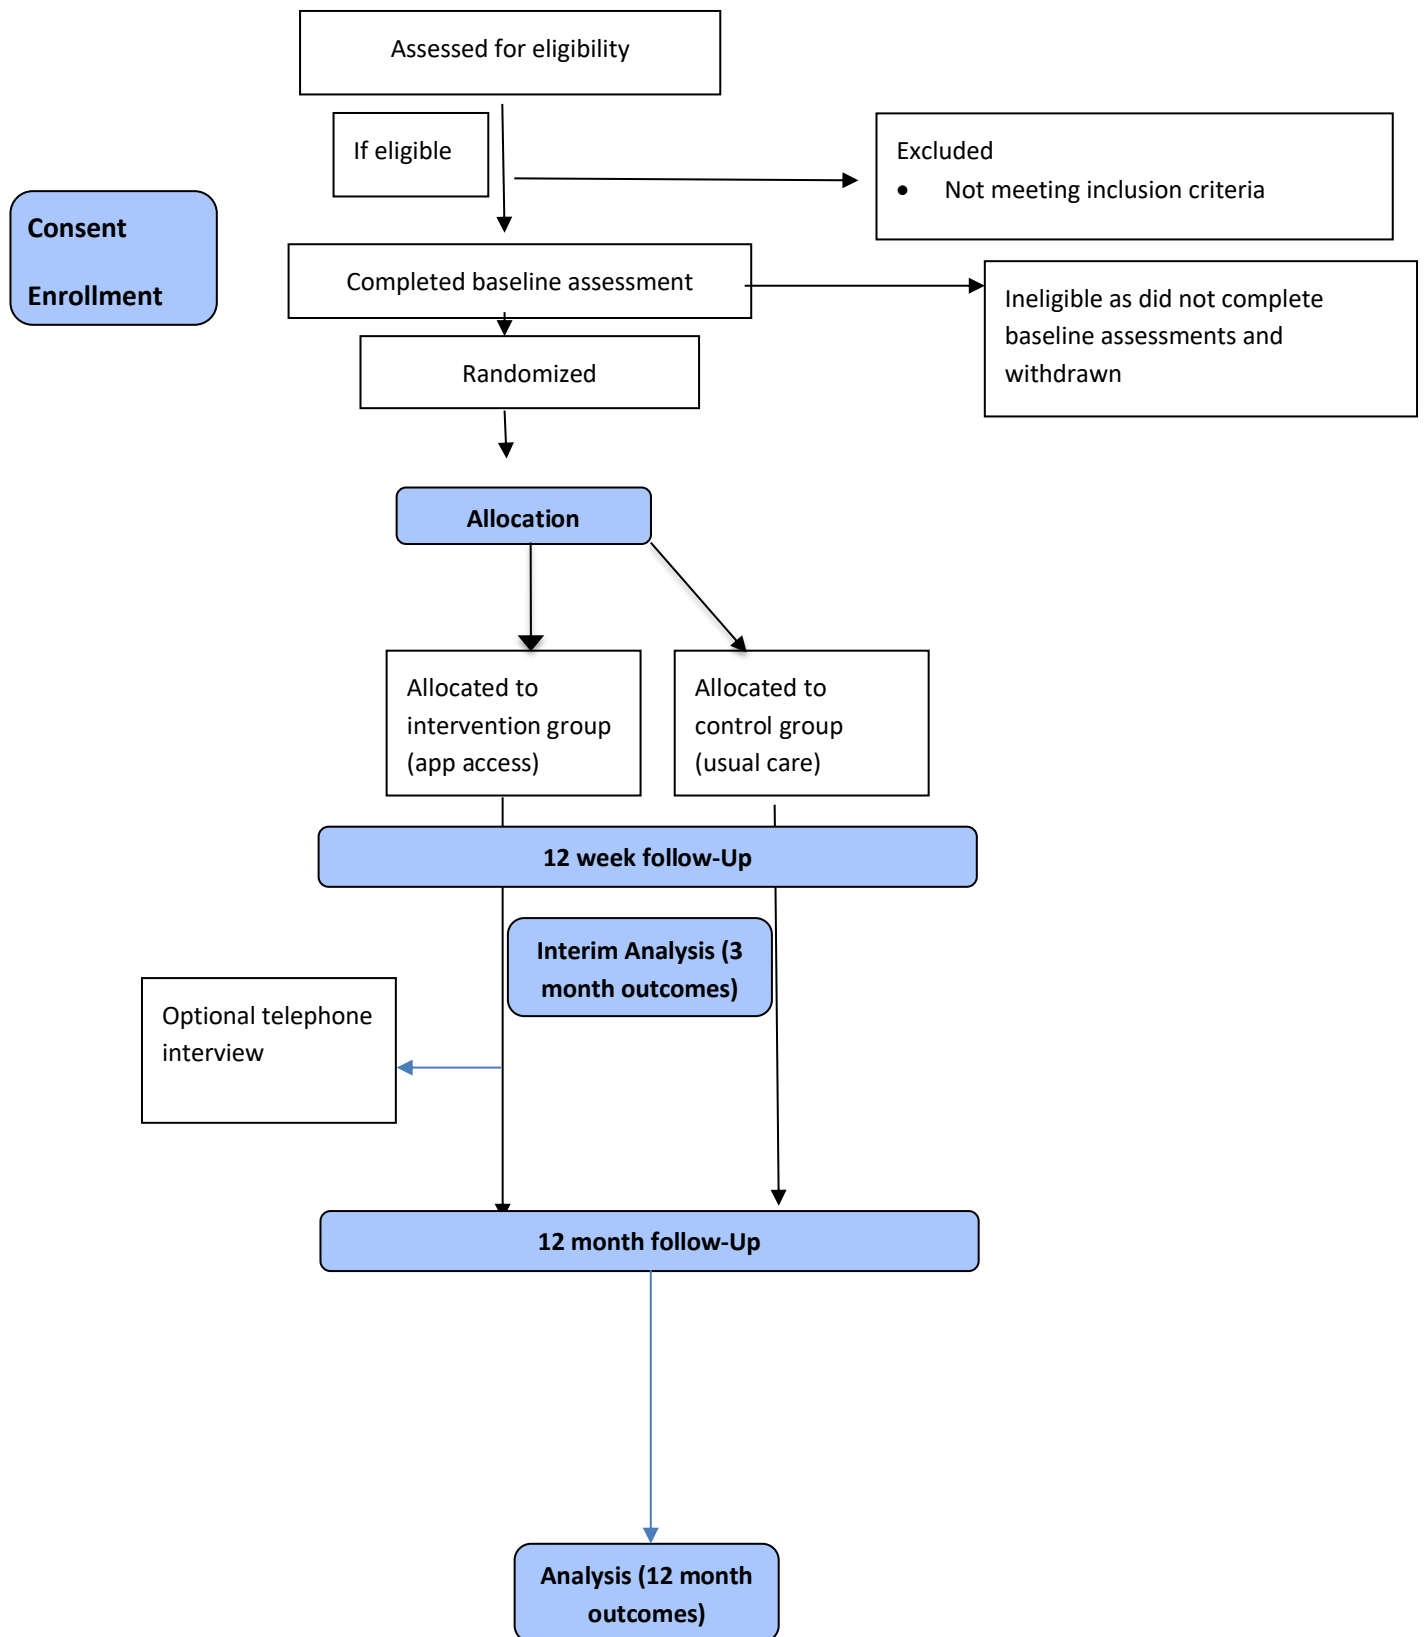 Assessed for eligibility
If eligible
Excluded
• Not meeting inclusion criteria
Consent
Enrollment
Completed baseline assessment
Ineligible as did not complete
baseline assessments and
withdrawn
Randomized
Allocation
Allocated to
intervention group
(app access)
Allocated to
control group
(usual care)
12 week follow-Up
Interim Analysis (3
month outcomes)
Optional telephone
interview
12 month follow-Up
Analysis (12 month
outcomes)